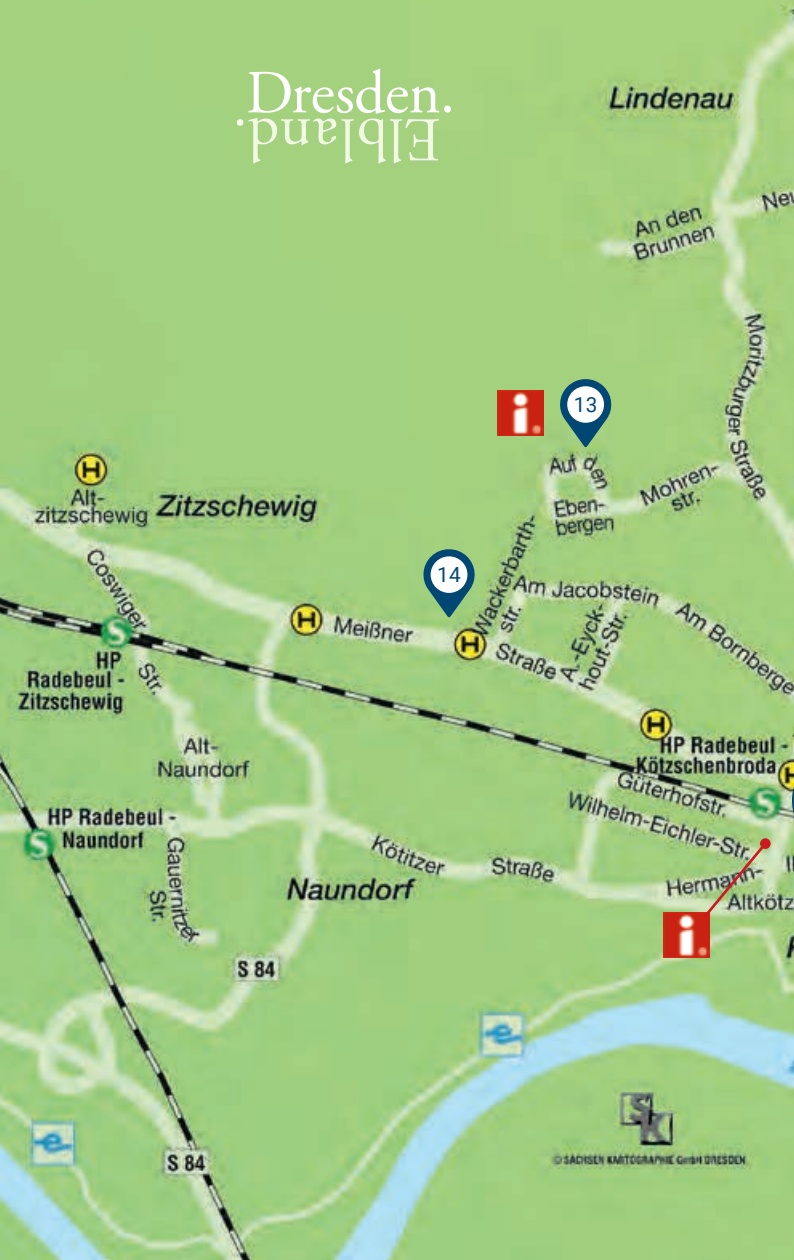 Dresden.
Elbland.
Lindenau
An den
Brunnen
Moritzburger Straße
13
Auf den
Eben-
bergen
Mohren-
str.
H
Alt-
zitzschewig
Zitzschewig
Coswiger
Str.
14
Wackerbarth-
str.
Am Jacobstein
A.-Eyck-
hout-Str.
Am Bornberge
H
Meißner
H
Straße
S
HP
Radebeul -
Zitzschewig
H
HP Radebeul -
Kötzschenbroda
H
S
Alt-
Naundorf
Güterhofstr.
Wilhelm-Eichler-Str.
HP Radebeul -
Naundorf
S
Gauernitzer
Str.
Kötitzer
Straße
Hermann-
Altkötz
Naundorf
i.
i.
S 84
e
e
S 84
SK
© SACHSEN KARTOGRAPHIE GmbH DRESDEN